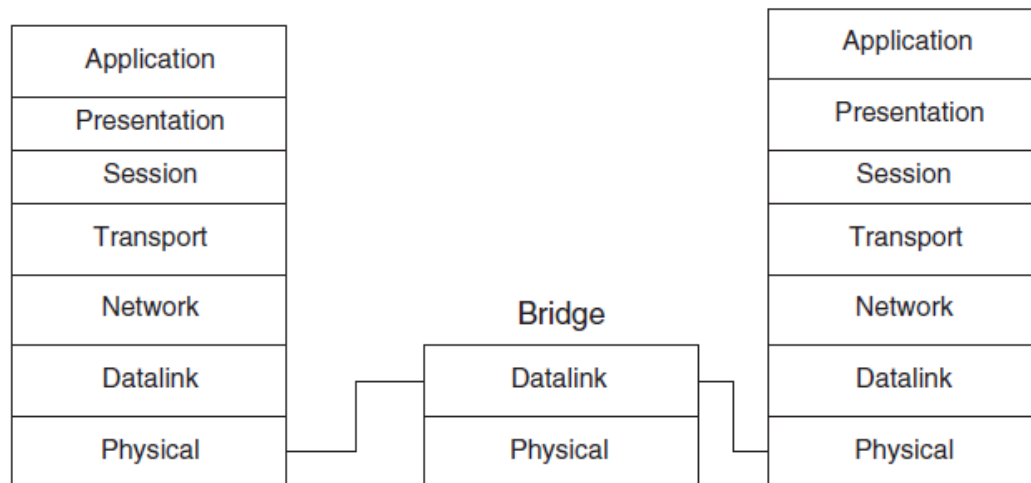 Application
Presentation
Session
Transport
Network
Datalink
Physical
Bridge
Datalink
Physical
Application
Presentation
Session
Transport
Network
Datalink
Physical